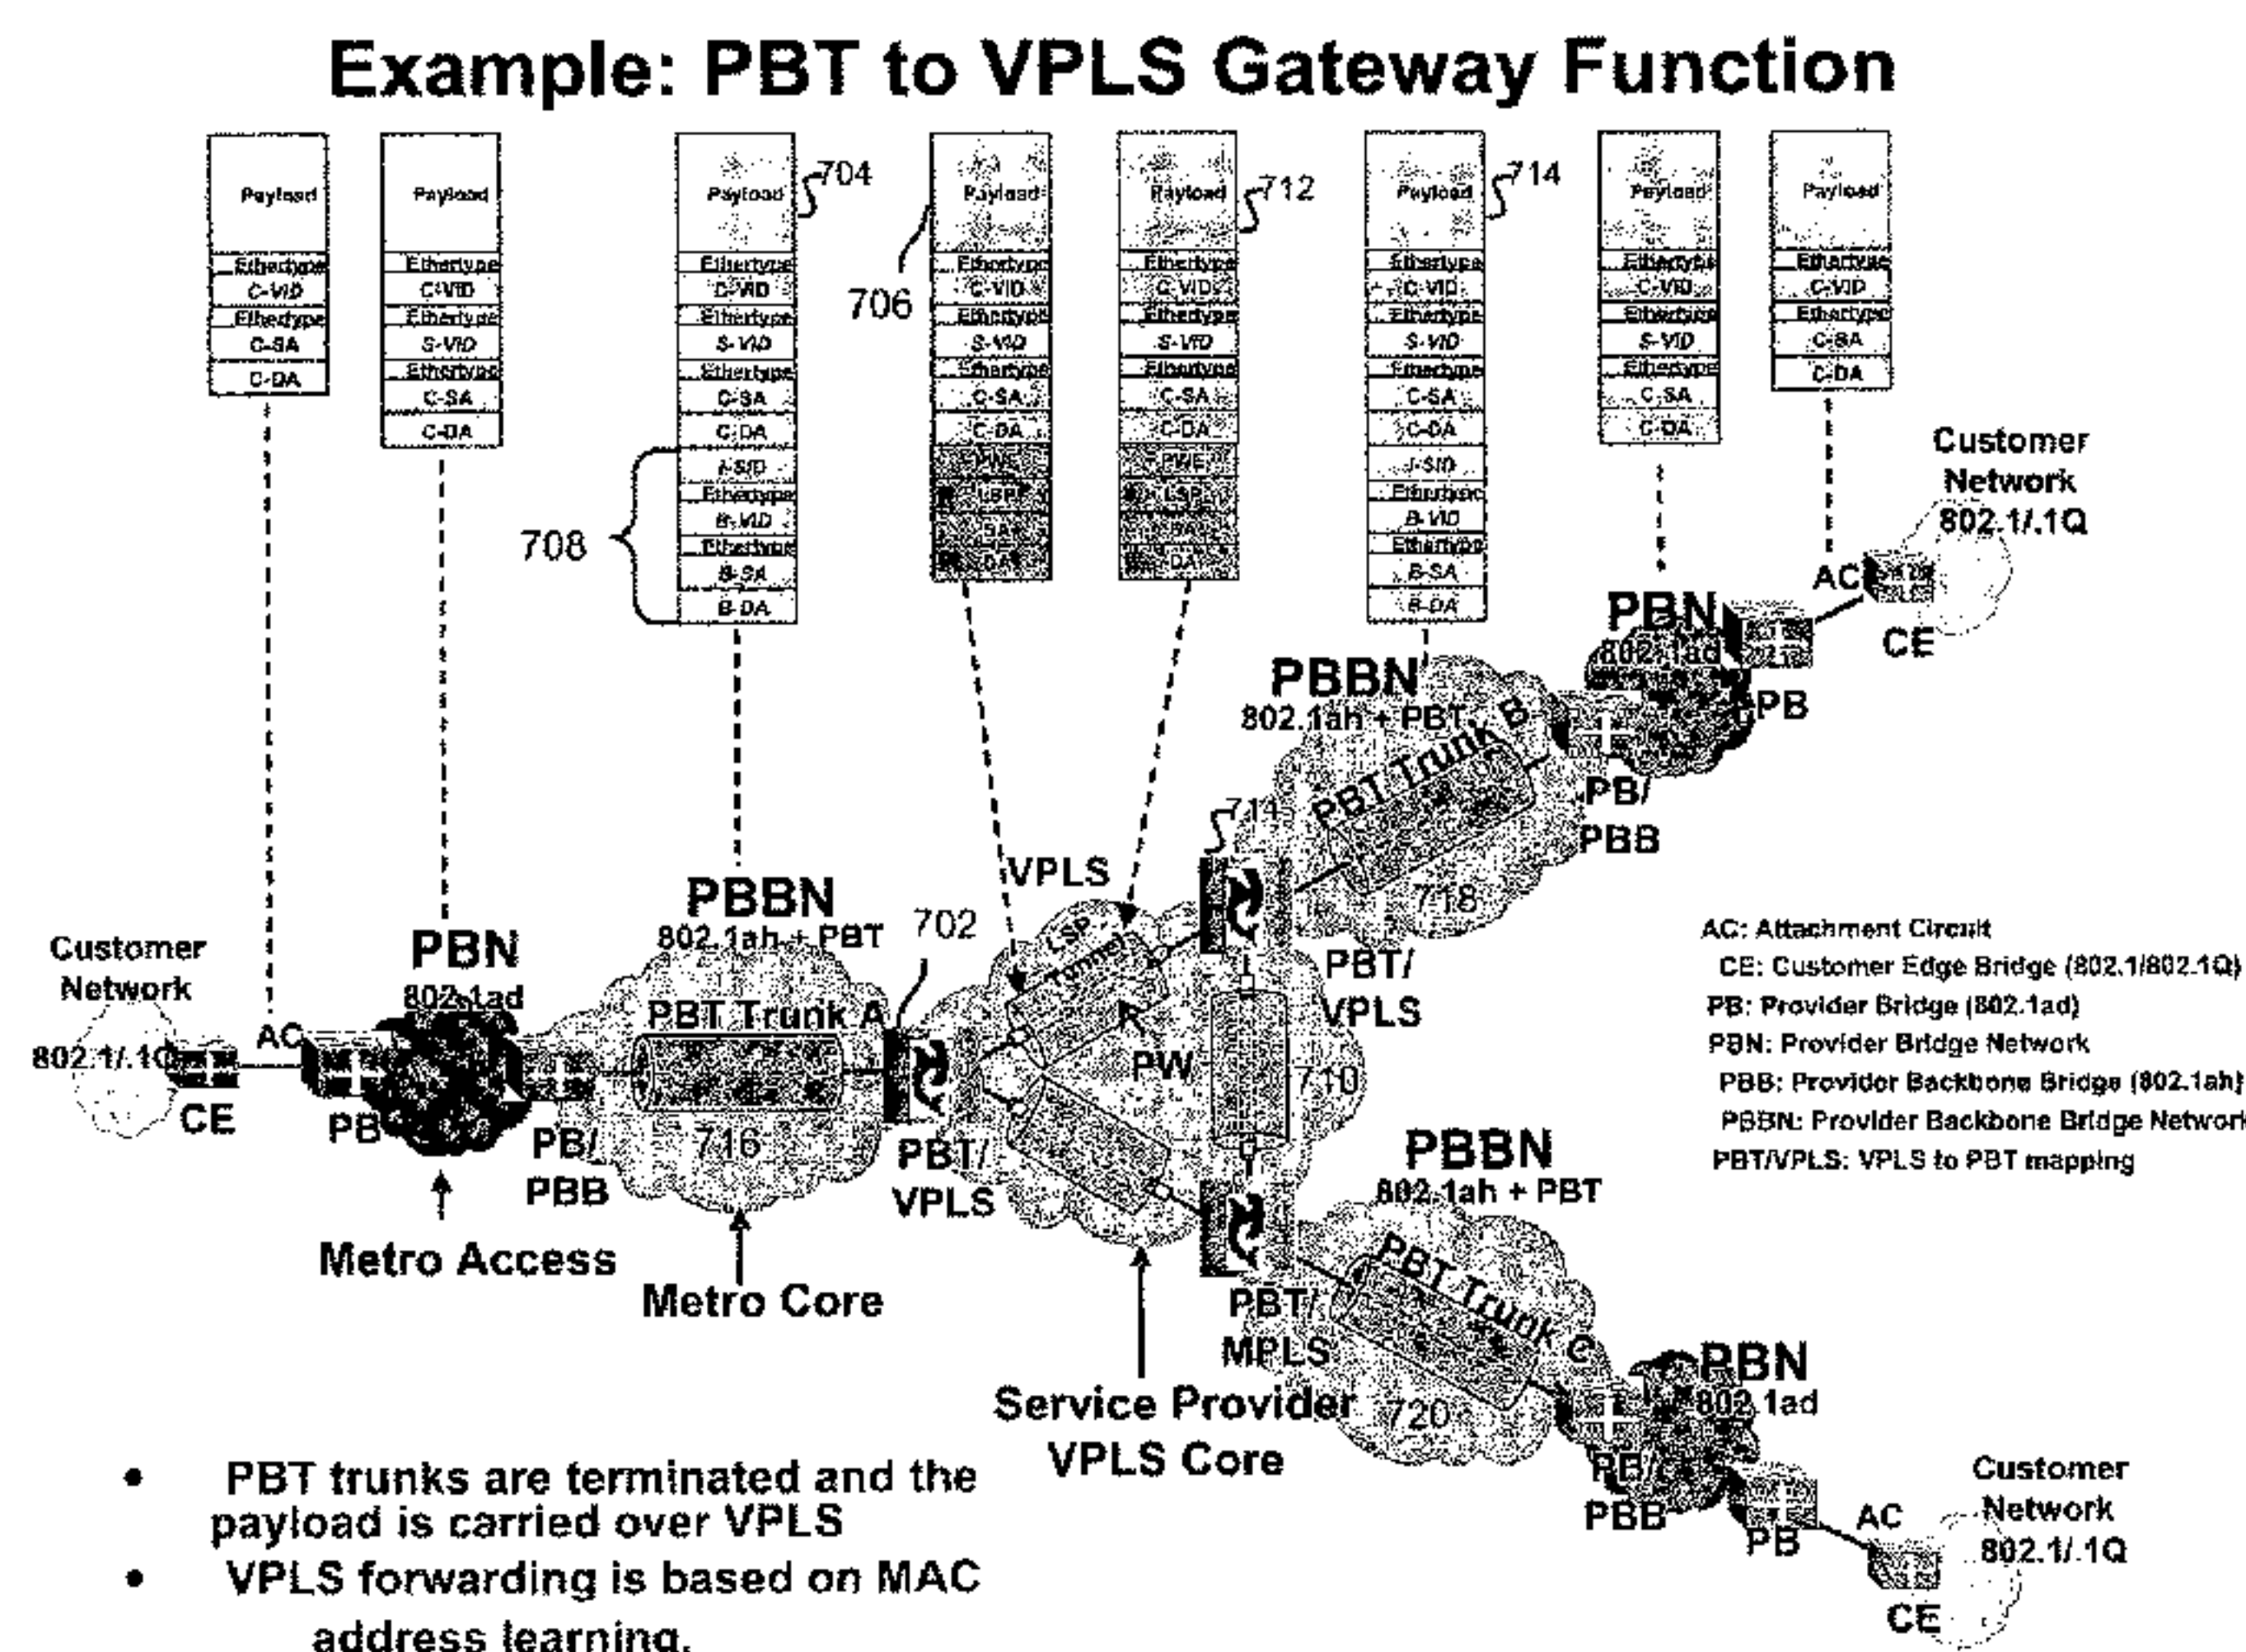 Example: PBT to VPLS Gateway Function
Payload
Ethertype
C-VID
Ethertype
C-SA
C-DA
Payload
Ethertype
C-VID
Ethertype
S-VID
Ethertype
C-SA
C-DA
Payload
704
Ethertype
C-VID
Ethertype
S-VID
Ethertype
C-SA
C-DA
I-SID
Ethertype
B-VID
Ethertype
B-SA
B-DA
708
Payload
706
Ethertype
C-VID
Ethertype
S-VID
Ethertype
C-SA
C-DA
PWE
LSP
SA
DA
Payload
712
Ethertype
C-VID
Ethertype
S-VID
Ethertype
C-SA
C-DA
PWE
LSP
SA
DA
Payload
714
Ethertype
C-VID
Ethertype
S-VID
Ethertype
C-SA
C-DA
I-SID
Ethertype
B-VID
Ethertype
B-SA
B-DA
Payload
Ethertype
C-VID
Ethertype
S-VID
Ethertype
C-SA
C-DA
Payload
Ethertype
C-VID
Ethertype
C-SA
C-DA
Customer
Network
802.1/.1Q
AC
CE
PBN
802.1ad
PB
PB/
PBB
PBBN
802.1ah + PBT
PBT Trunk B
718
714
PBT/
VPLS
VPLS
LSP
Tunnel
PW
710
702
PBBN
802.1ah + PBT
PBT Trunk A
716
PBT/
VPLS
PBN
802.1ad
PB
PB/
PBB
Customer
Network
802.1/.1Q
AC
CE
Metro Access
Metro Core
Service Provider
VPLS Core
PBT/
MPLS
PBBN
802.1ah + PBT
PBT Trunk C
720
PBN
802.1ad
PB/
PBB
PB
AC
CE
Customer
Network
802.1/.1Q
AC: Attachment Circuit
CE: Customer Edge Bridge (802.1/802.1Q)
PB: Provider Bridge (802.1ad)
PBN: Provider Bridge Network
PBB: Provider Backbone Bridge (802.1ah)
PBBN: Provider Backbone Bridge Network
PBT/VPLS: VPLS to PBT mapping
• PBT trunks are terminated and the
payload is carried over VPLS
• VPLS forwarding is based on MAC
address learning.